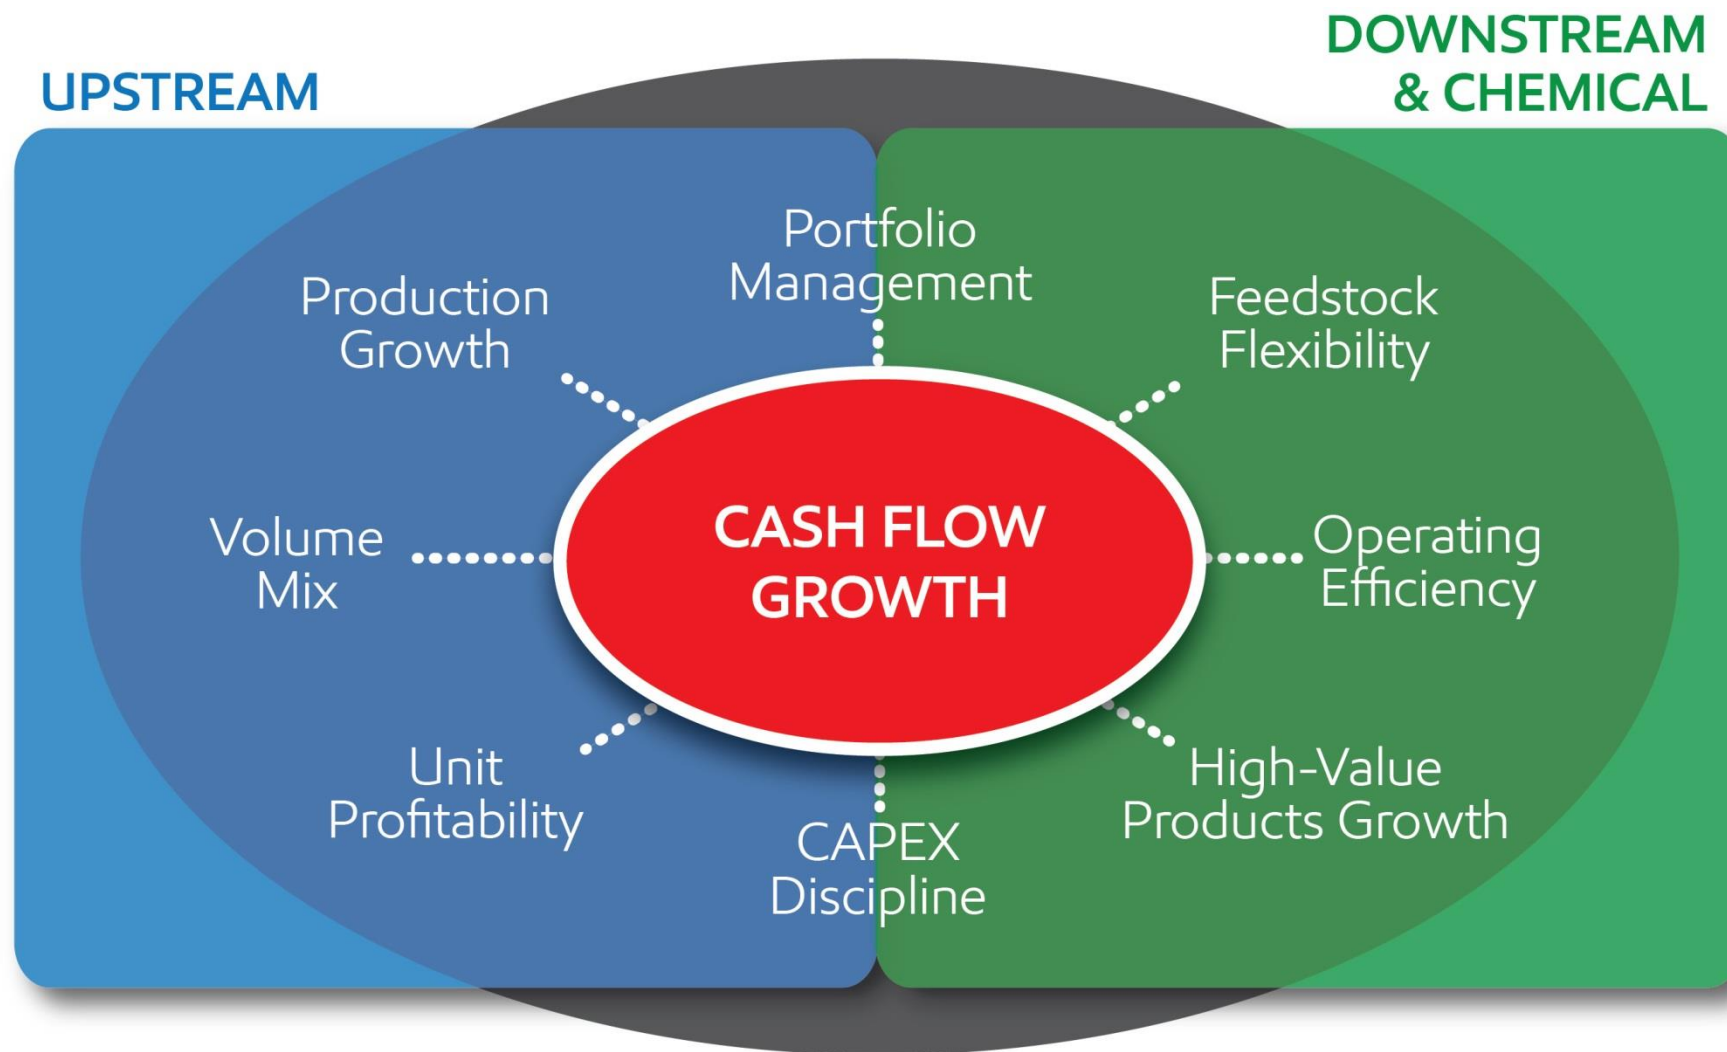 UPSTREAM
DOWNSTREAM
& CHEMICAL
Portfolio
Management
Production
Growth
Feedstock
Flexibility
Volume
Mix
CASH FLOW
GROWTH
Operating
Efficiency
Unit
Profitability
High-Value
Products Growth
CAPEX
Discipline